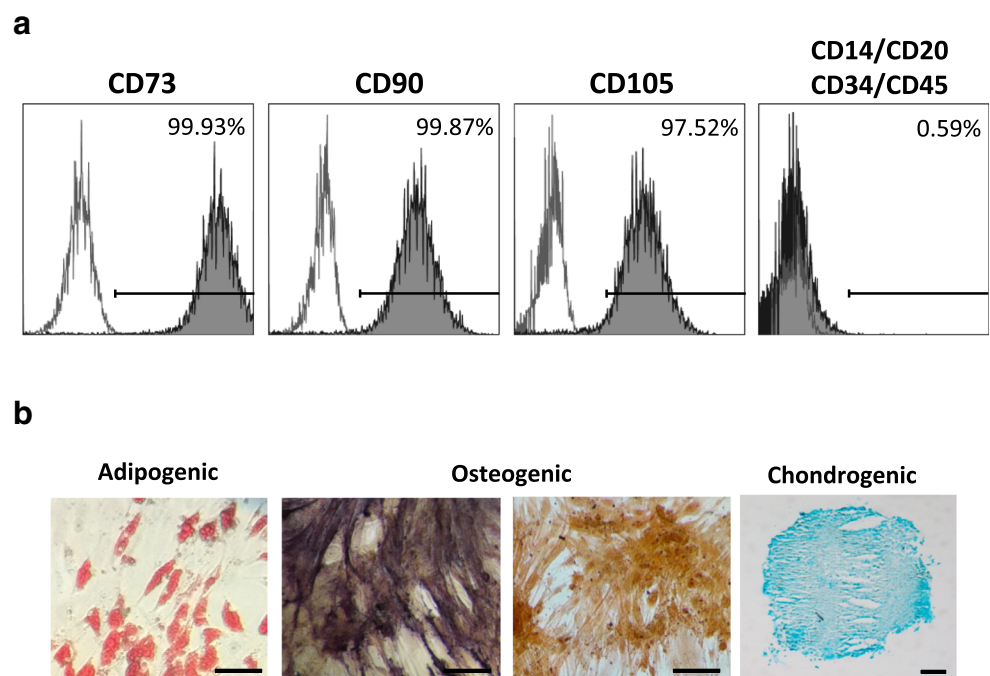 a
CD73
CD90
CD105
CD14/CD20
CD34/CD45
99.93%
99.87%
97.52%
0.59%
b
Adipogenic
Osteogenic
Chondrogenic